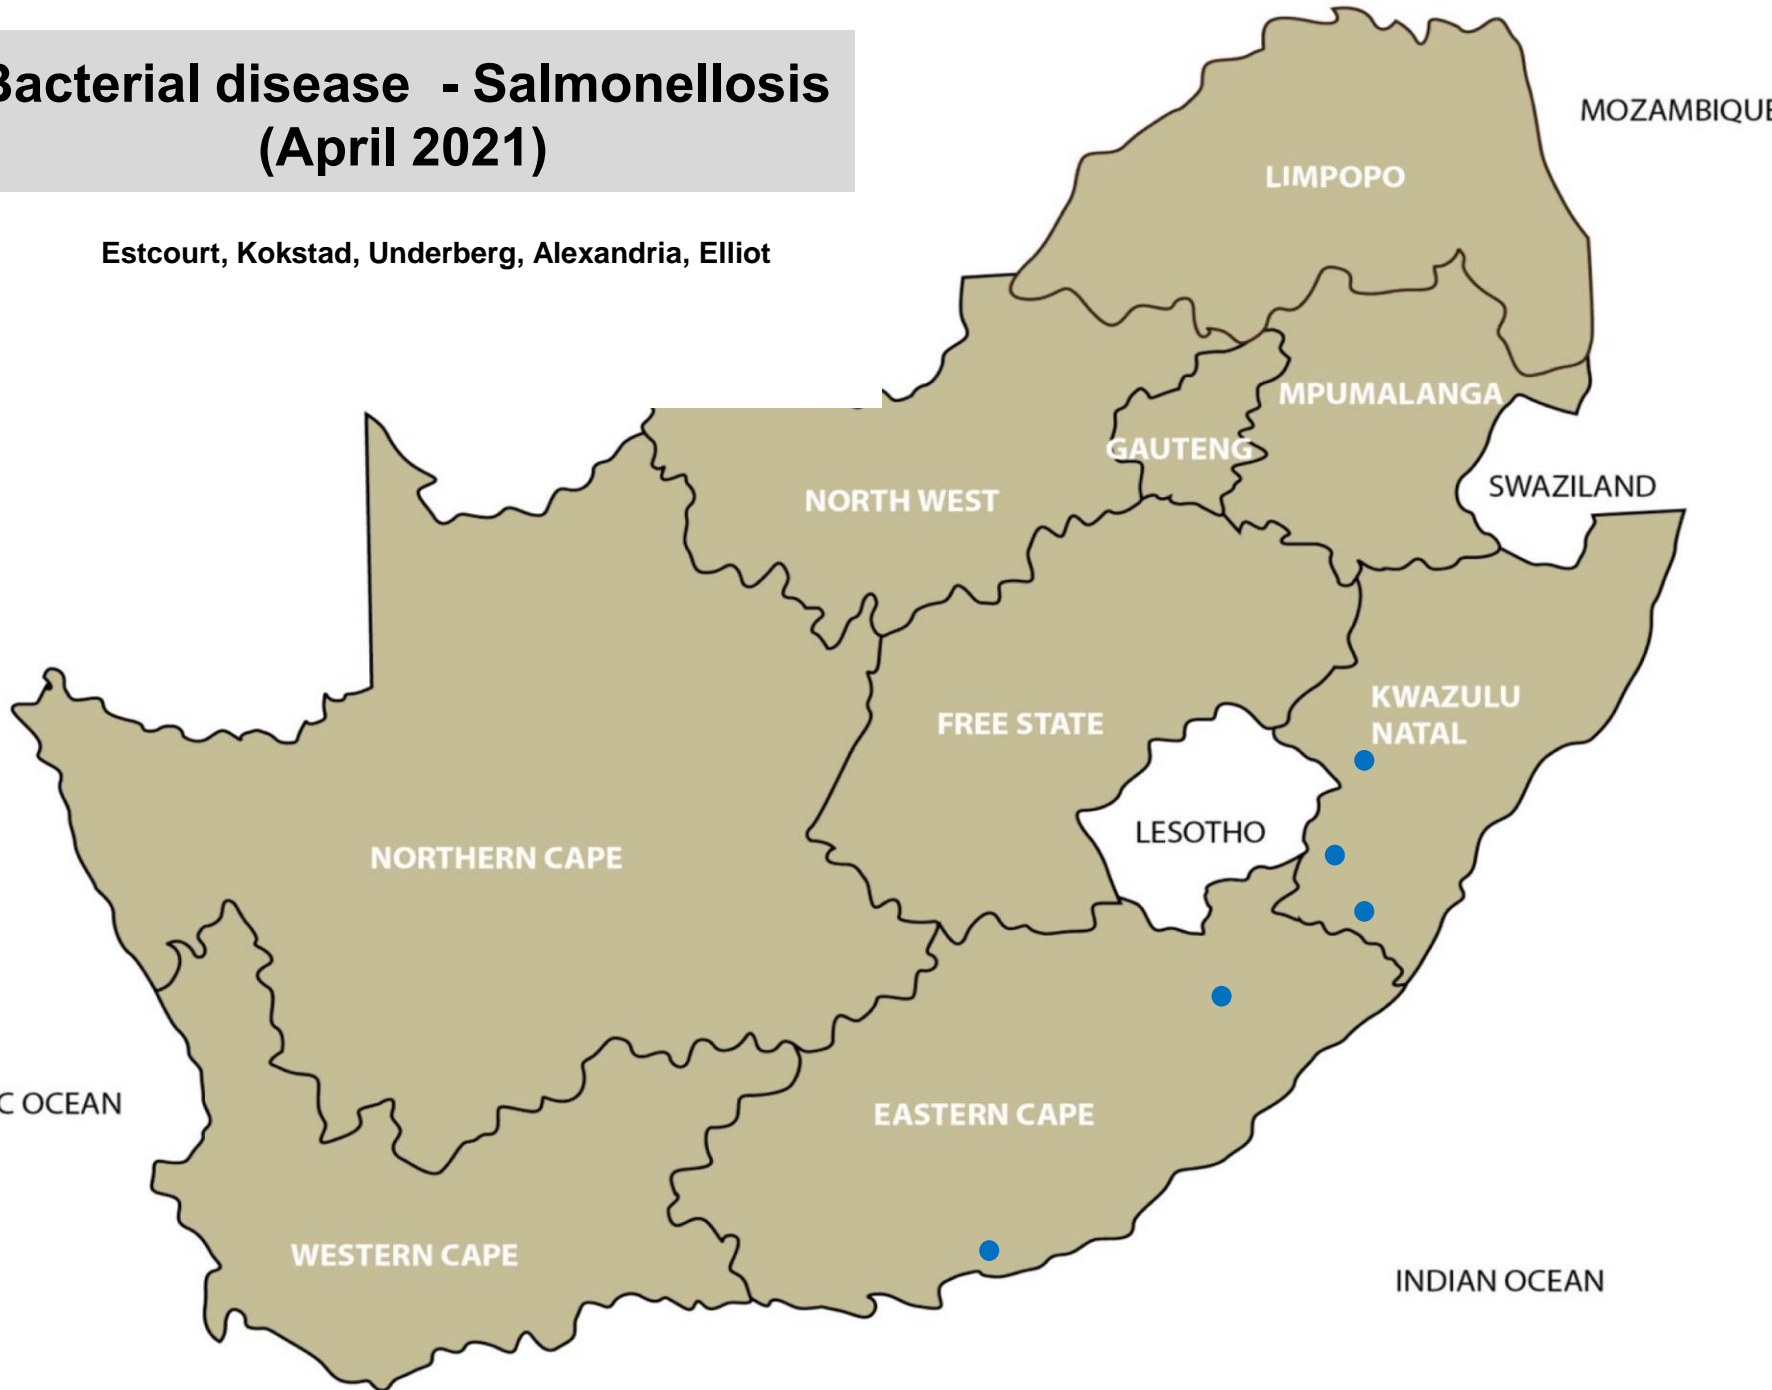 Bacterial disease - Salmonellosis
(April 2021)
Estcourt, Kokstad, Underberg, Alexandria, Elliot
MOZAMBIQUE
LIMPOPO
MPUMALANGA
GAUTENG
SWAZILAND
NORTH WEST
KWAZULU
NATAL
FREE STATE
LESOTHO
NORTHERN CAPE
C OCEAN
EASTERN CAPE
WESTERN CAPE
INDIAN OCEAN